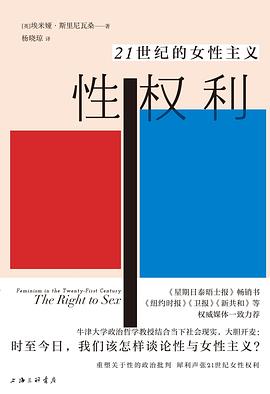 [英]埃米娅·斯里尼瓦桑—著
杨晓琼 译
21世纪的女性主义
性权利
Feminism in the Twenty-First Century
The Right to Sex
《星期日泰晤士报》畅销书
《纽约时报》《卫报》《新共和》等
权威媒体一致力荐
牛津大学政治哲学教授结合当下社会现实，大胆开麦：
时至今日，我们该怎样谈论性与女性主义？
重塑关于性的政治批判 犀利声张21世纪女性权利
上海三联书店